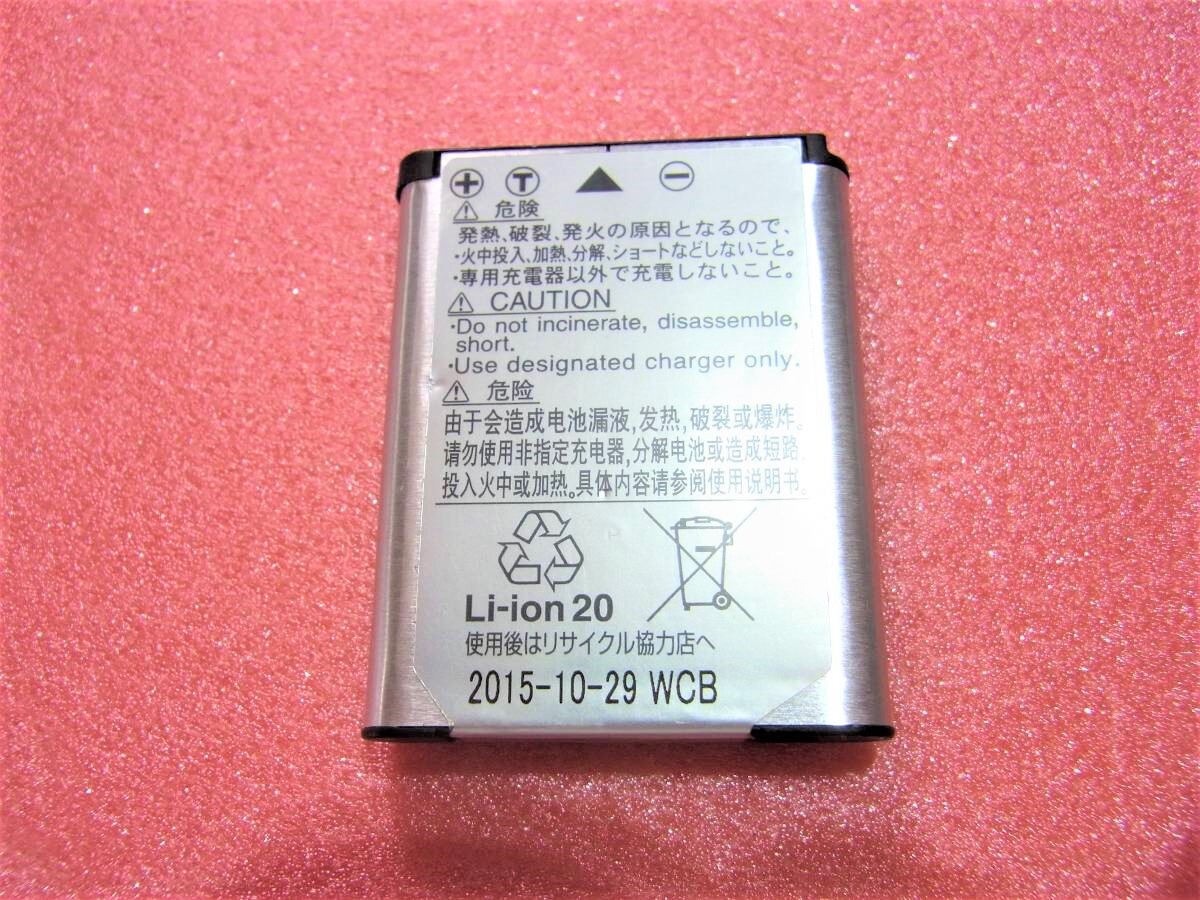 + T ▲ −
⚠ 危険
発熱、破裂、発火の原因となるので、
・火中投入、加熱、分解、ショートなどしないこと。
・専用充電器以外で充電しないこと。
⚠ CAUTION
·Do not incinerate, disassemble,
short.
·Use designated charger only.
⚠ 危险
由于会造成电池漏液,发热,破裂或爆炸。
请勿使用非指定充电器,分解电池或造成短路.
投入火中或加热。具体内容请参阅使用说明书.
Li-ion 20
使用後はリサイクル協力店へ
2015-10-29 WCB